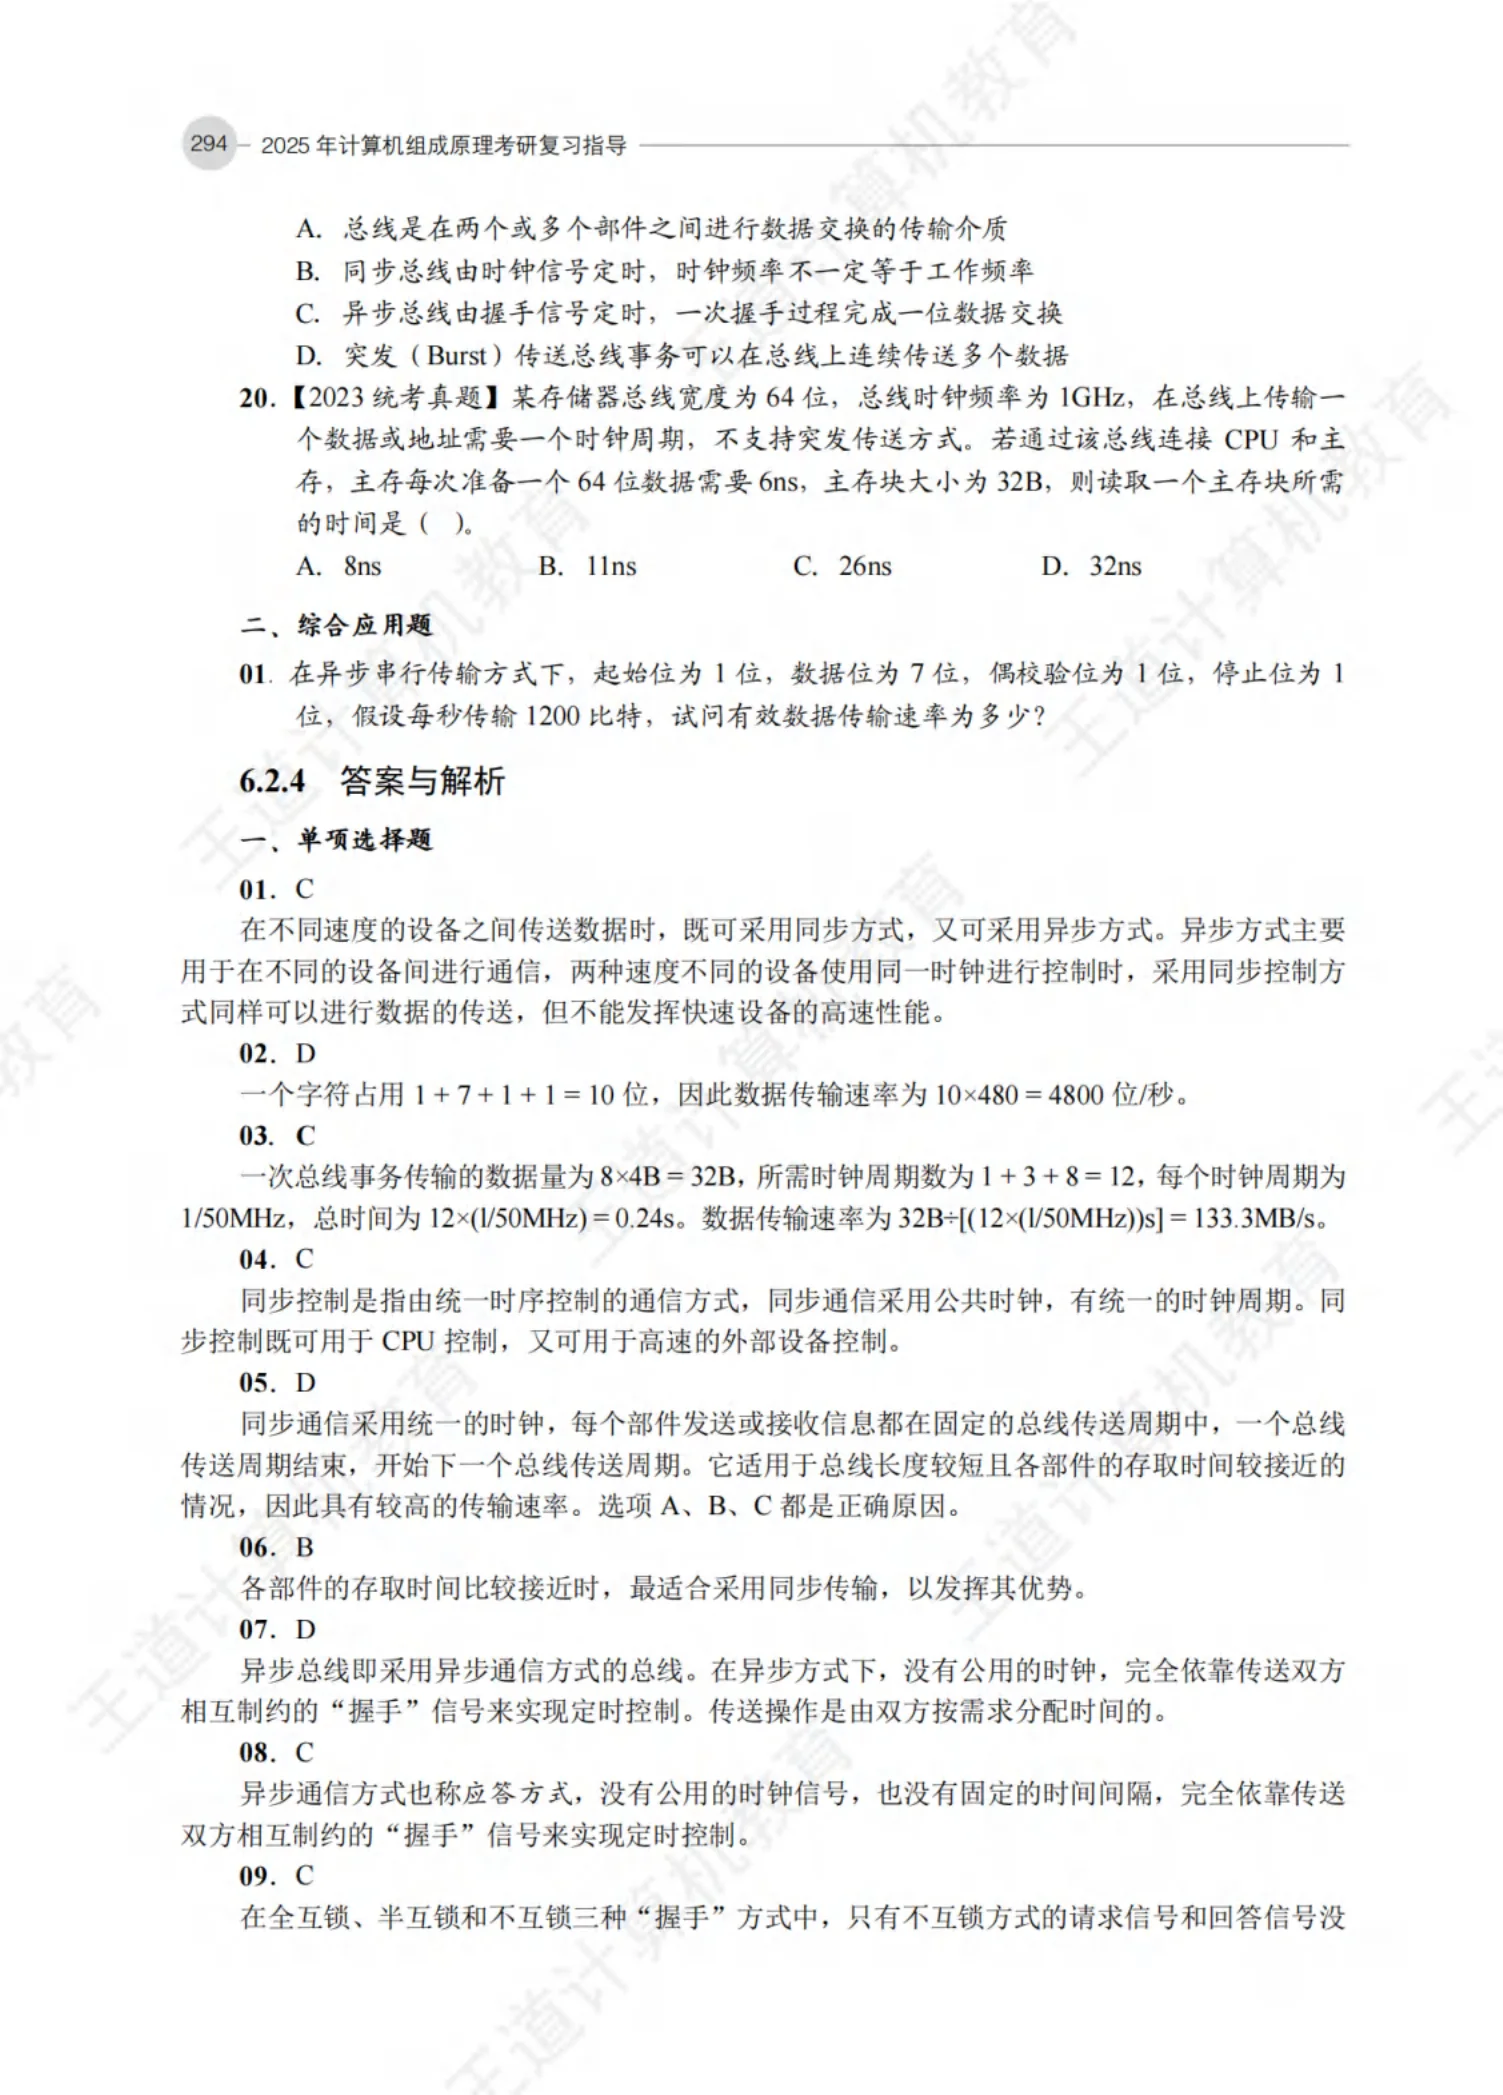 294 2025 年计算机组成原理考研复习指导
A. 总线是在两个或多个部件之间进行数据交换的传输介质
B. 同步总线由时钟信号定时，时钟频率不一定等于工作频率
C. 异步总线由握手信号定时，一次握手过程完成一位数据交换
D. 突发（Burst）传送总线事务可以在总线上连续传送多个数据
20.【2023 统考真题】某存储器总线宽度为 64 位，总线时钟频率为 1GHz，在总线上传输一
个数据或地址需要一个时钟周期，不支持突发传送方式。若通过该总线连接 CPU 和主
存，主存每次准备一个 64 位数据需要 6ns，主存块大小为 32B，则读取一个主存块所需
的时间是（ ）。
A. 8ns B. 11ns C. 26ns D. 32ns
二、综合应用题
01. 在异步串行传输方式下，起始位为 1 位，数据位为 7 位，偶校验位为 1 位，停止位为 1
位，假设每秒传输 1200 比特，试问有效数据传输速率为多少？
6.2.4 答案与解析
一、单项选择题
01. C
在不同速度的设备之间传送数据时，既可采用同步方式，又可采用异步方式。异步方式主要
用于在不同的设备间进行通信，两种速度不同的设备使用同一时钟进行控制时，采用同步控制方
式同样可以进行数据的传送，但不能发挥快速设备的高速性能。
02. D
一个字符占用 1 + 7 + 1 + 1 = 10 位，因此数据传输速率为 10×480 = 4800 位/秒。
03. C
一次总线事务传输的数据量为 8×4B = 32B，所需时钟周期数为 1 + 3 + 8 = 12，每个时钟周期为
1/50MHz，总时间为 12×(l/50MHz) = 0.24s。数据传输速率为 32B÷[(12×(l/50MHz))s] = 133.3MB/s。
04. C
同步控制是指由统一时序控制的通信方式，同步通信采用公共时钟，有统一的时钟周期。同
步控制既可用于 CPU 控制，又可用于高速的外部设备控制。
05. D
同步通信采用统一的时钟，每个部件发送或接收信息都在固定的总线传送周期中，一个总线
传送周期结束，开始下一个总线传送周期。它适用于总线长度较短且各部件的存取时间较接近的
情况，因此具有较高的传输速率。选项 A、B、C 都是正确原因。
06. B
各部件的存取时间比较接近时，最适合采用同步传输，以发挥其优势。
07. D
异步总线即采用异步通信方式的总线。在异步方式下，没有公用的时钟，完全依靠传送双方
相互制约的“握手”信号来实现定时控制。传送操作是由双方按需求分配时间的。
08. C
异步通信方式也称应答方式，没有公用的时钟信号，也没有固定的时间间隔，完全依靠传送
双方相互制约的“握手”信号来实现定时控制。
09. C
在全互锁、半互锁和不互锁三种“握手”方式中，只有不互锁方式的请求信号和回答信号没
王道计算机教育